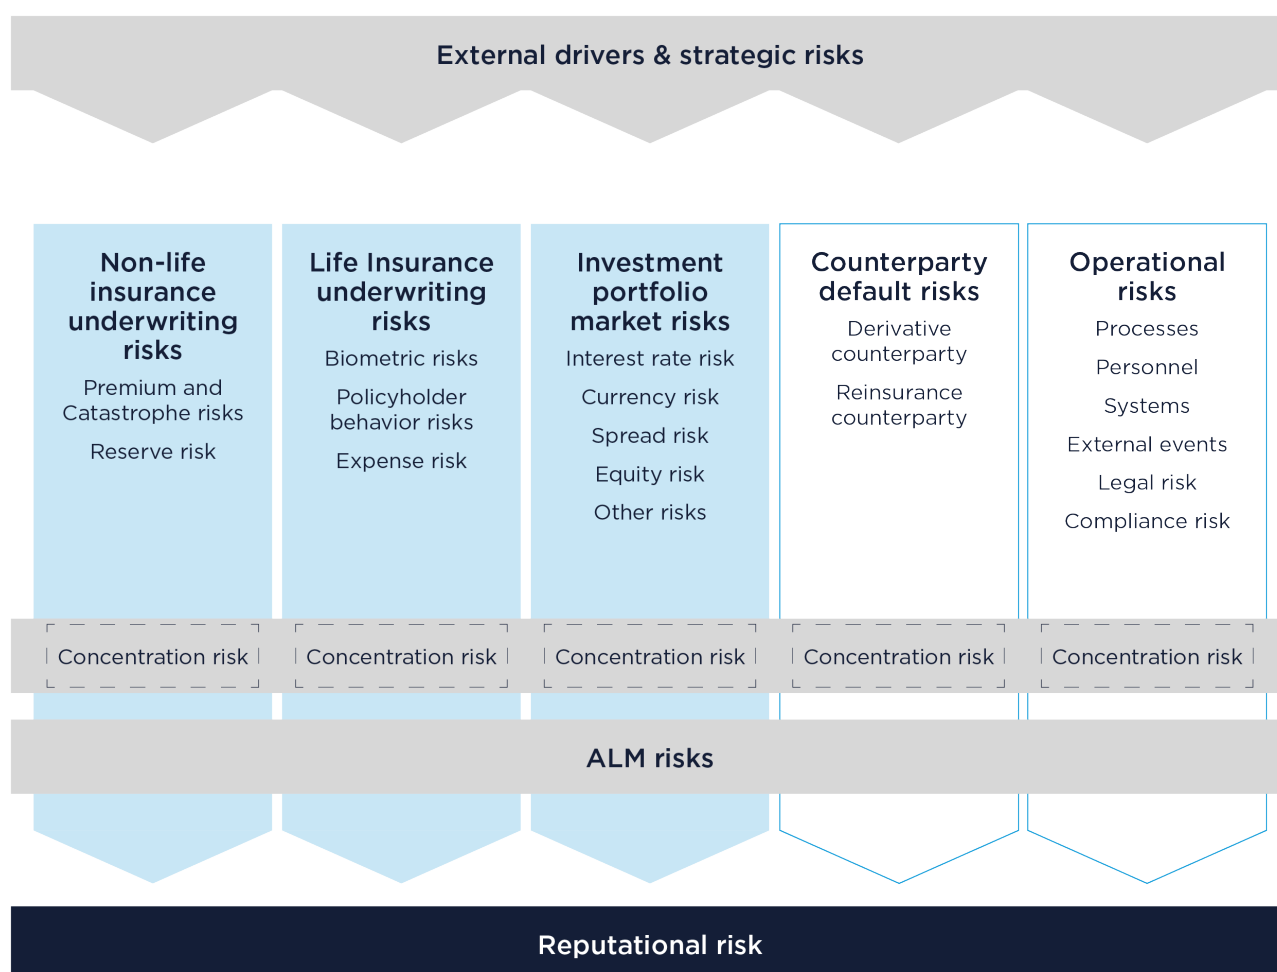 External drivers & strategic risks
Non-life
insurance
underwriting
risks
Premium and
Catastrophe risks
Reserve risk
Life Insurance
underwriting
risks
Biometric risks
Policyholder
behavior risks
Expense risk
Investment
portfolio
market risks
Interest rate risk
Currency risk
Spread risk
Equity risk
Other risks
Counterparty
default risks
Derivative
counterparty
Reinsurance
counterparty
Operational
risks
Processes
Personnel
Systems
External events
Legal risk
Compliance risk
Concentration risk
Concentration risk
Concentration risk
Concentration risk
Concentration risk
ALM risks
Reputational risk